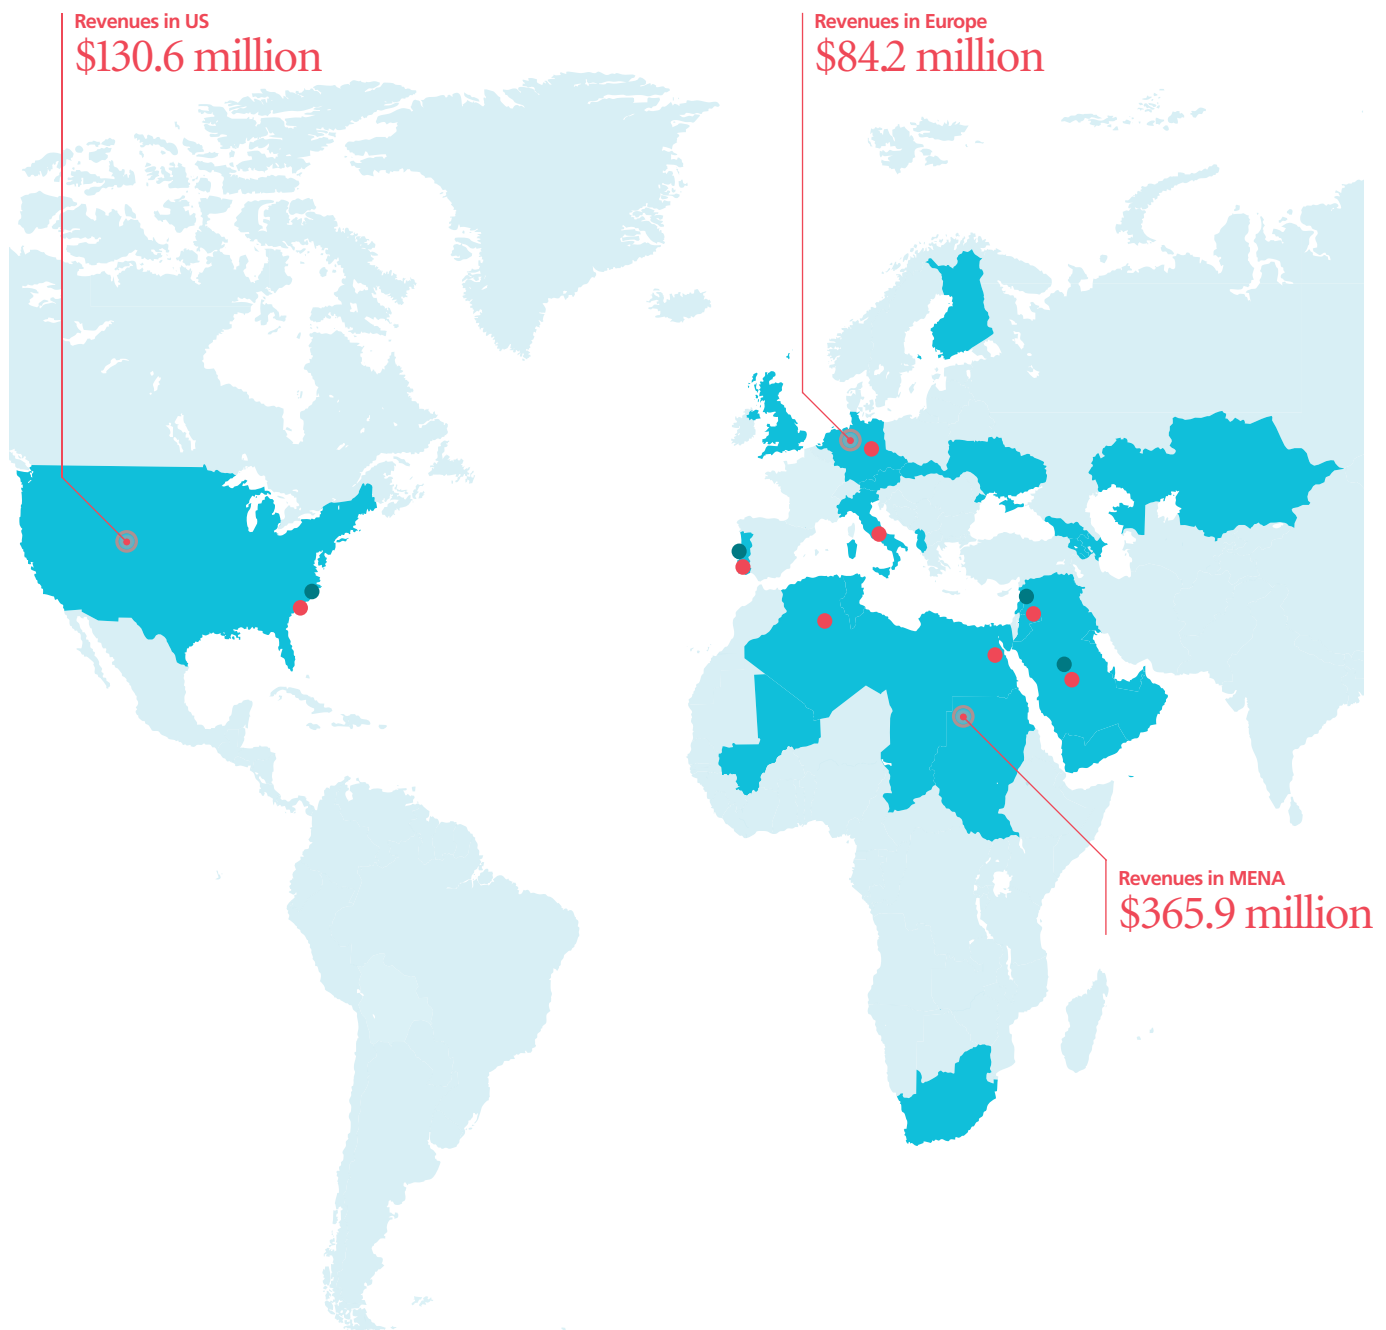 Revenues in US
$130.6 million
Revenues in Europe
$84.2 million
Revenues in MENA
$365.9 million